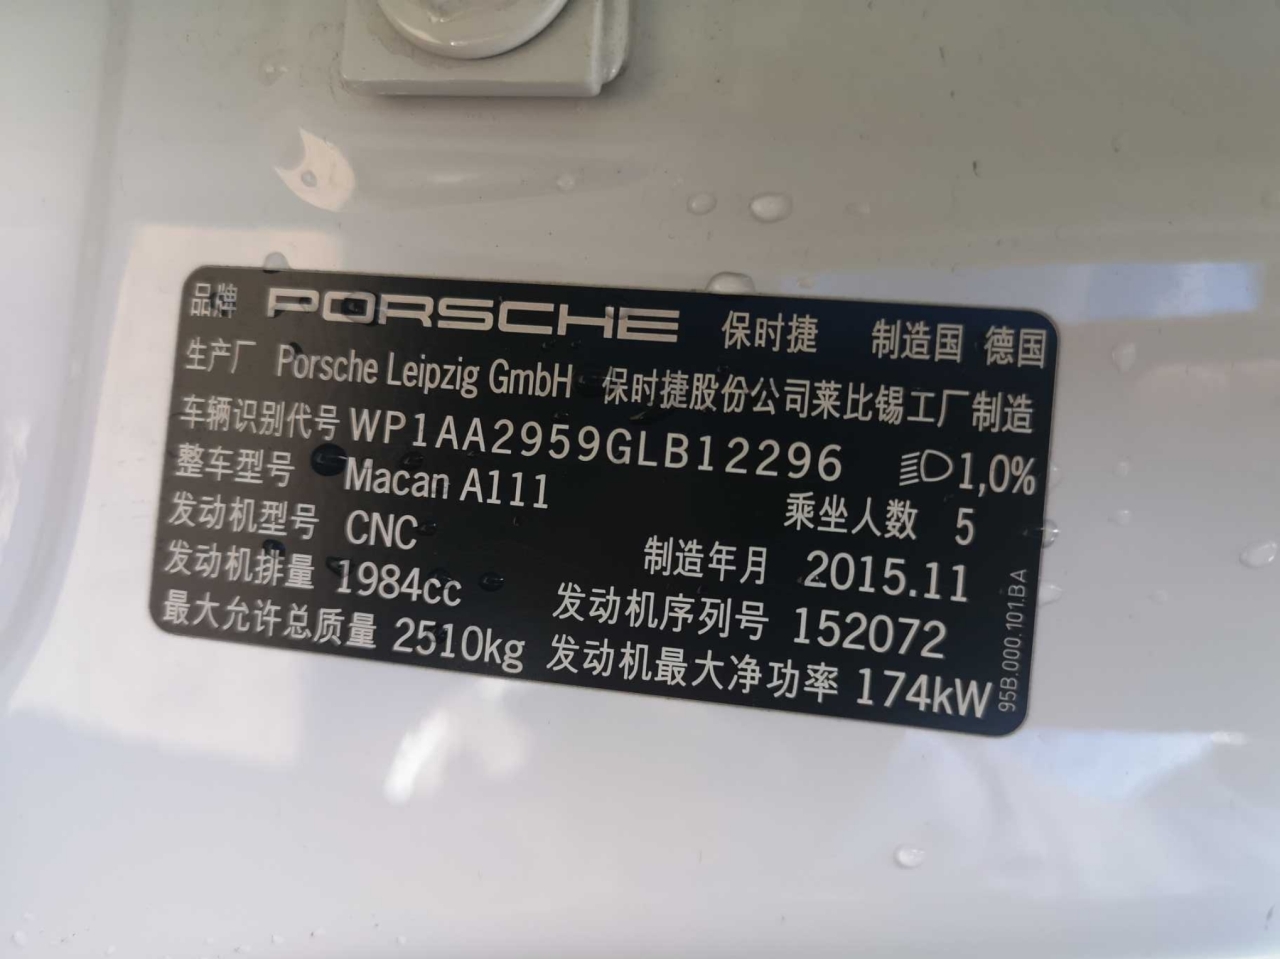 品牌 PORSCHE 保时捷 制造国 德国
生产厂 Porsche Leipzig GmbH 保时捷股份公司莱比锡工厂制造
车辆识别代号 WP1AA2959GLB12296 1,0%
整车型号 Macan A111 乘坐人数 5
发动机型号 CNC 制造年月 2015.11
发动机排量 1984cc 发动机序列号 152072
最大允许总质量 2510kg 发动机最大净功率 174kW
95B.000.101.BA